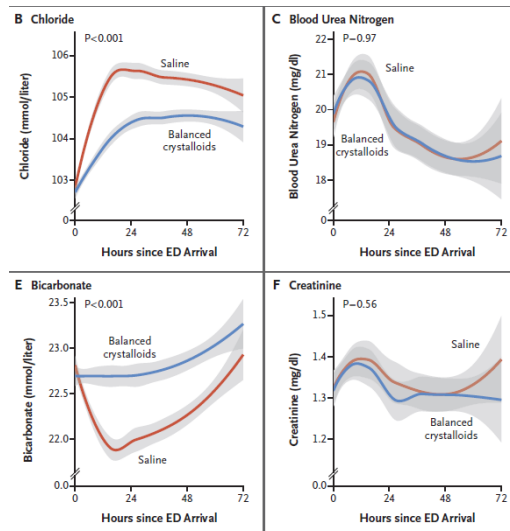 B Chloride
P<0.001
106
105
104
103
0
Chloride (mmol/liter)
Saline
Balanced
crystalloids
0
24
48
72
Hours since ED Arrival
C Blood Urea Nitrogen
P–0.97
22
21
20
19
18
0
Blood Urea Nitrogen (mg/dl)
Saline
Balanced
crystalloids
0
24
48
72
Hours since ED Arrival
E Bicarbonate
P<0.001
23.5
23.0
22.5
22.0
0.0
Bicarbonate (mmol/liter)
Balanced
crystalloids
Saline
0
24
48
72
Hours since ED Arrival
F Creatinine
P–0.56
1.5
1.4
1.3
1.2
0.0
Creatinine (mg/dl)
Saline
Balanced
crystalloids
0
24
48
72
Hours since ED Arrival